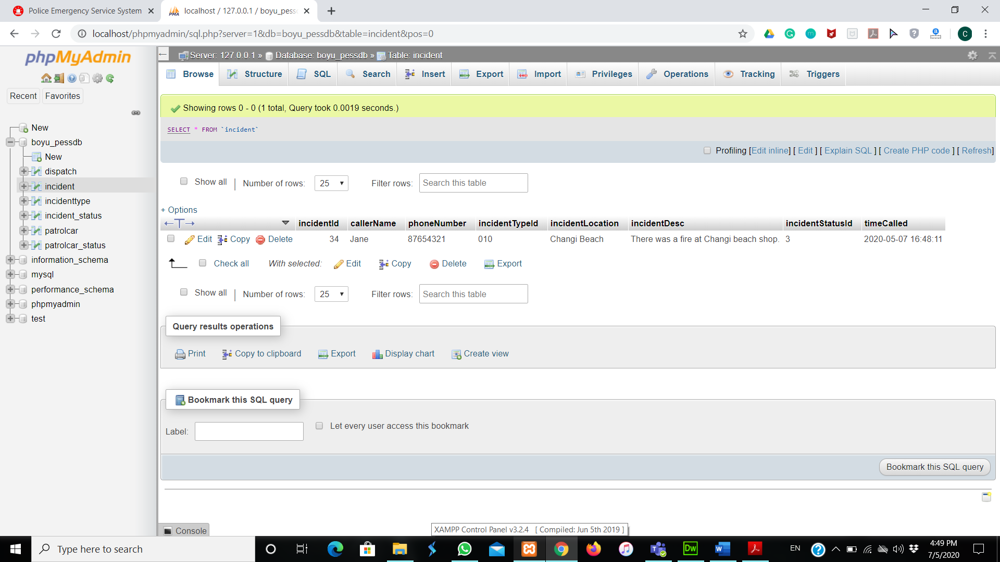 Police Emergency Service System
localhost / 127.0.0.1 / boyu_pess
localhost/phpmyadmin/sql.php?server=1&db=boyu_pessdb&table=incident&pos=0
C
phpMyAdmin
Recent Favorites
New
boyu_pessdb
New
dispatch
incident
incidenttype
incident_status
patrolcar
patrolcar_status
information_schema
mysql
performance_schema
phpmyadmin
test
Server: 127.0.0.1 » Database: boyu_pessdb » Table: incident
Browse Structure SQL Search Insert Export Import Privileges Operations Tracking Triggers
Showing rows 0 - 0 (1 total, Query took 0.0019 seconds.)
SELECT * FROM `incident`
Profiling [Edit inline] [ Edit ] [ Explain SQL ] [ Create PHP code ] [ Refresh]
Show all | Number of rows: 25 Filter rows: Search this table
+ Options
←T→ incidentId callerName phoneNumber incidentTypeId incidentLocation incidentDesc incidentStatusId timeCalled
Edit Copy Delete 34 Jane 87654321 010 Changi Beach There was a fire at Changi beach shop. 3 2020-05-07 16:48:11
Check all With selected: Edit Copy Delete Export
Show all | Number of rows: 25 Filter rows: Search this table
Query results operations
Print Copy to clipboard Export Display chart Create view
Bookmark this SQL query
Label: Let every user access this bookmark
Bookmark this SQL query
Console
XAMPP Control Panel v3.2.4 [ Compiled: Jun 5th 2019 ]
Type here to search
Dw
EN
4:49 PM
7/5/2020